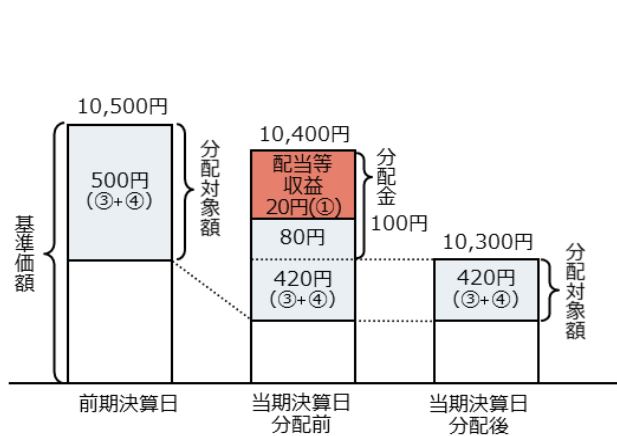 10,500円
分配対象額
500円
(③+④)
基準価額
前期決算日
10,400円
配当等
収益
20円(①)
80円
420円
(③+④)
分配金
100円
当期決算日
分配前
10,300円
420円
(③+④)
分配対象額
当期決算日
分配後